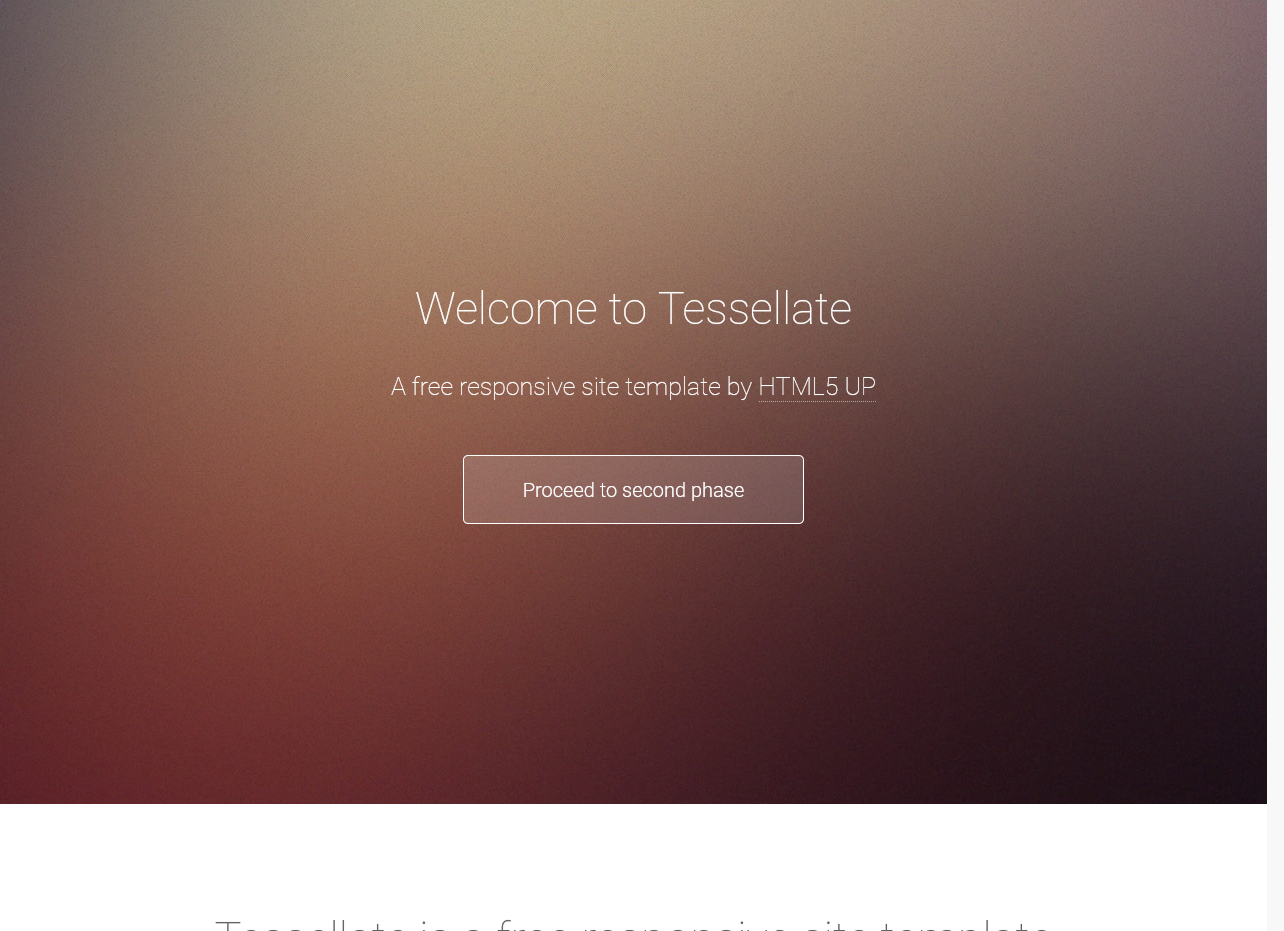 Welcome to Tessellate
A free responsive site template by HTML5 UP
Proceed to second phase
Tessellate is a free responsive site template